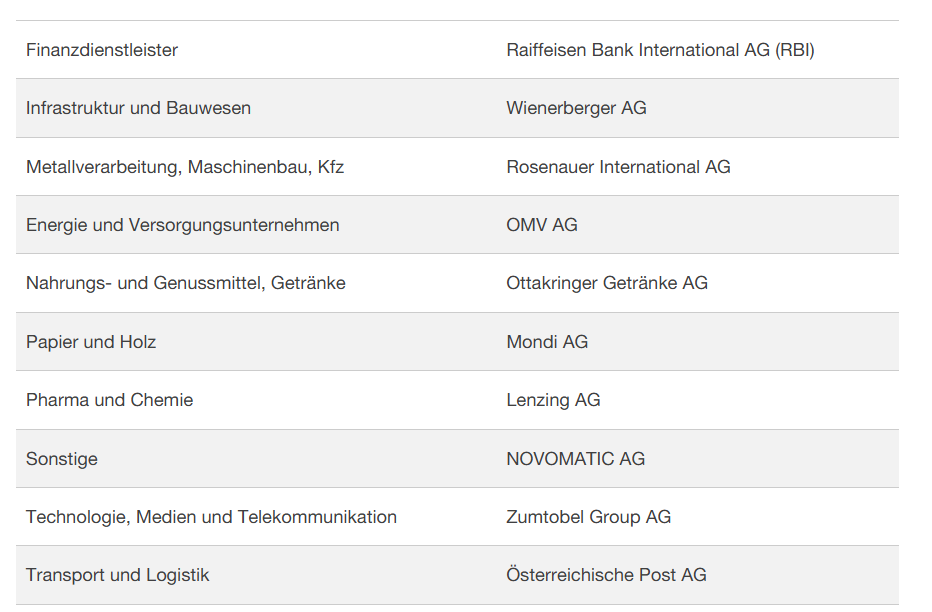 Finanzdienstleister Raiffeisen Bank International AG (RBI)
Infrastruktur und Bauwesen Wienerberger AG
Metallverarbeitung, Maschinenbau, Kfz Rosenauer International AG
Energie und Versorgungsunternehmen OMV AG
Nahrungs- und Genussmittel, Getränke Ottakringer Getränke AG
Papier und Holz Mondi AG
Pharma und Chemie Lenzing AG
Sonstige NOVOMATIC AG
Technologie, Medien und Telekommunikation Zumtobel Group AG
Transport und Logistik Österreichische Post AG